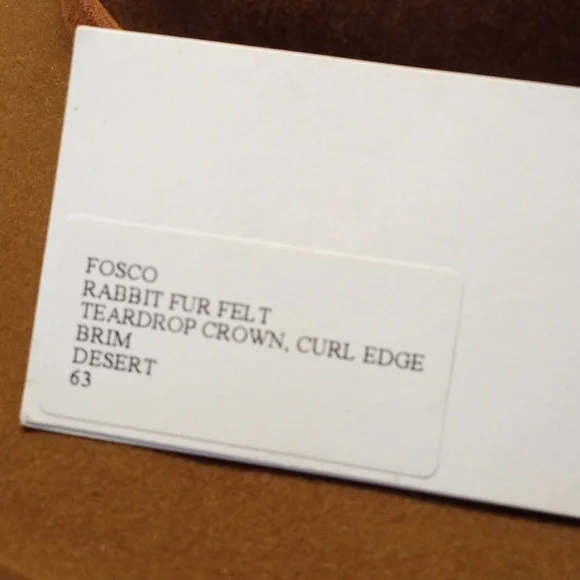 FOSCO
RABBIT FUR FELT
TEARDROP CROWN, CURL EDGE
BRIM
DESERT
63